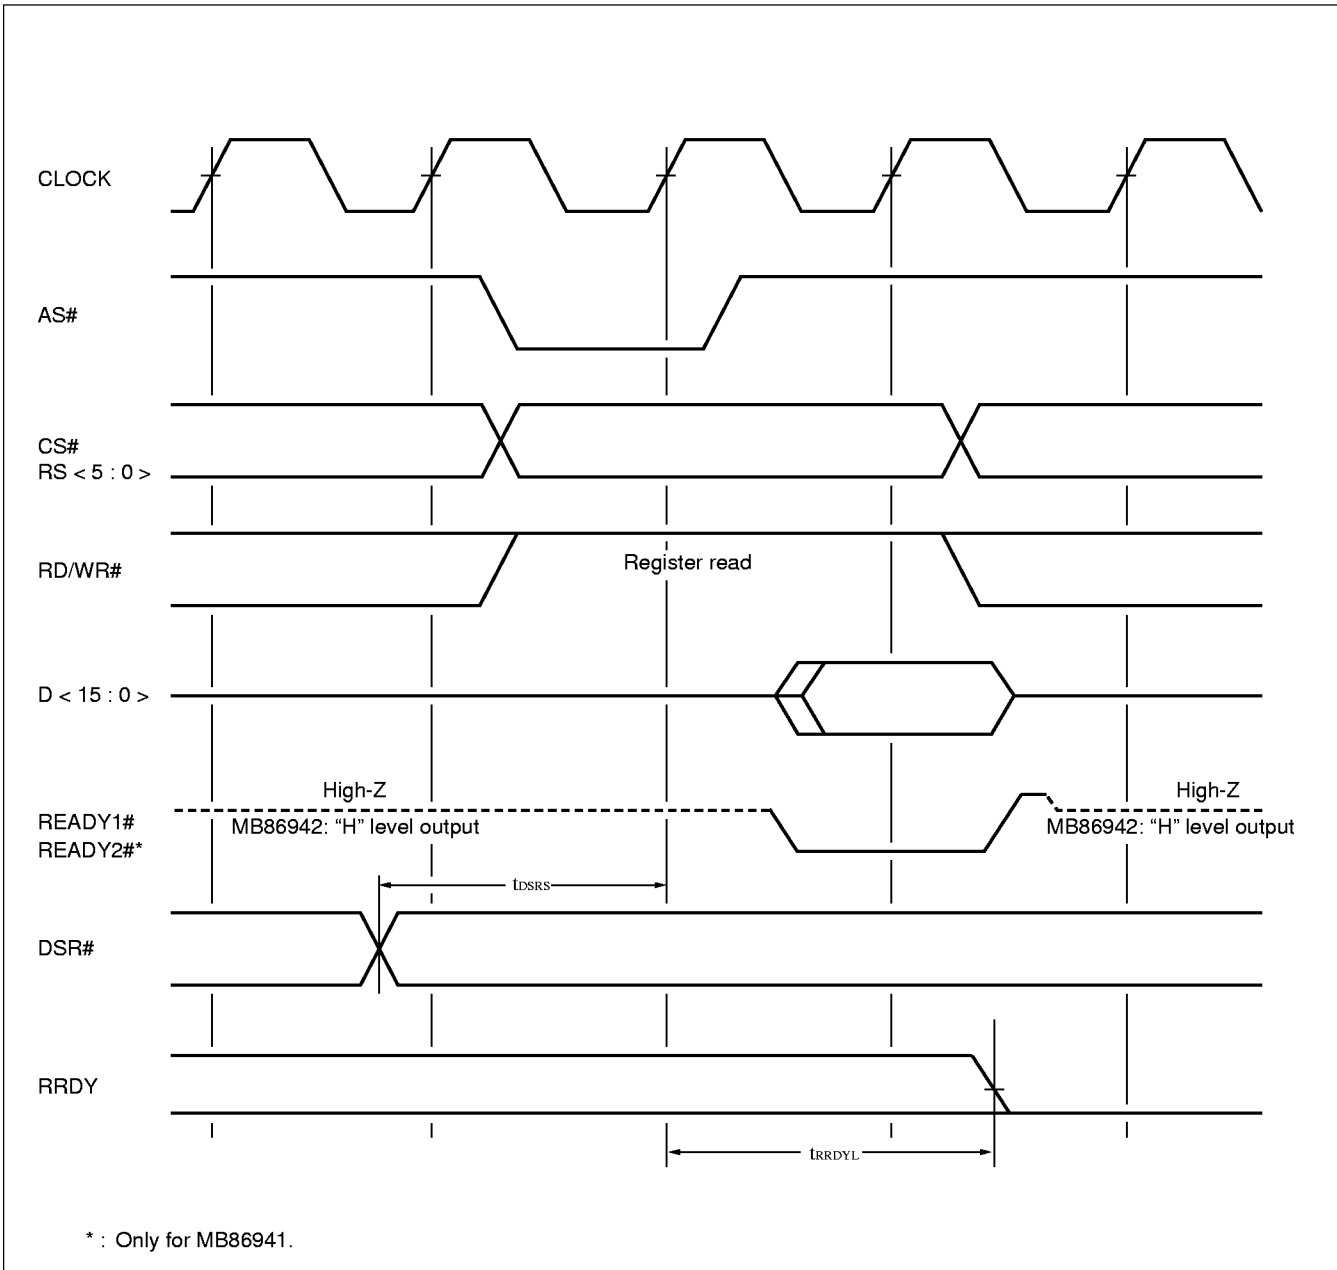 CLOCK
AS#
CS#
RS < 5 : 0 >
RD/WR#
Register read
D < 15 : 0 >
High-Z
High-Z
READY1#
MB86942: “H” level output
MB86942: “H” level output
READY2#*
tDSRS
DSR#
RRDY
tRRDYL
* : Only for MB86941.